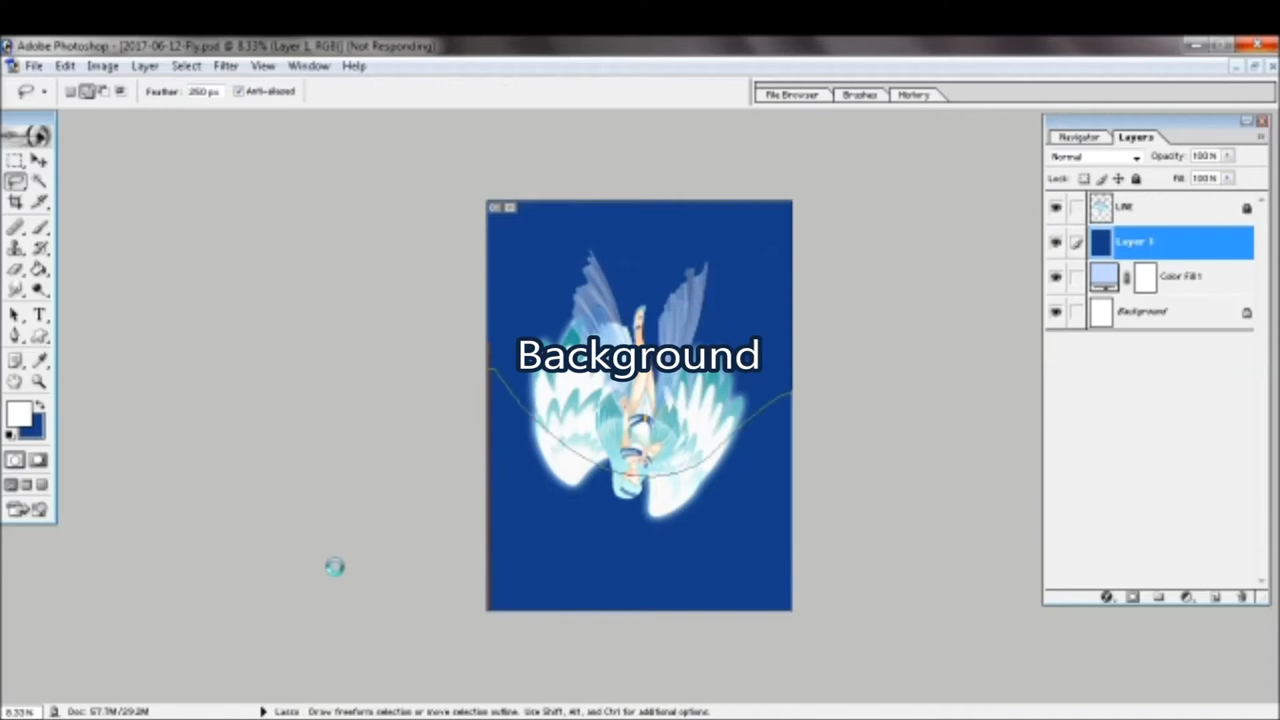 Adobe Photoshop - [2017-06-12-Fly.psd @ 8.33% (Layer 1, RGB)] (Not Responding)
File Edit Image Layer Select Filter View Window Help
Feather: 250 px Anti-aliased
File Browser Brushes History
Navigator Layers
Normal Opacity: 100%
Lock: Fill: 100%
LINE
Layer 1
Color Fill 1
Background
Background
8.33% Doc: 57.7M/29.2M Lasso Draw freeform selection or move selection outline. Use Shift, Alt, and Ctrl for additional options.